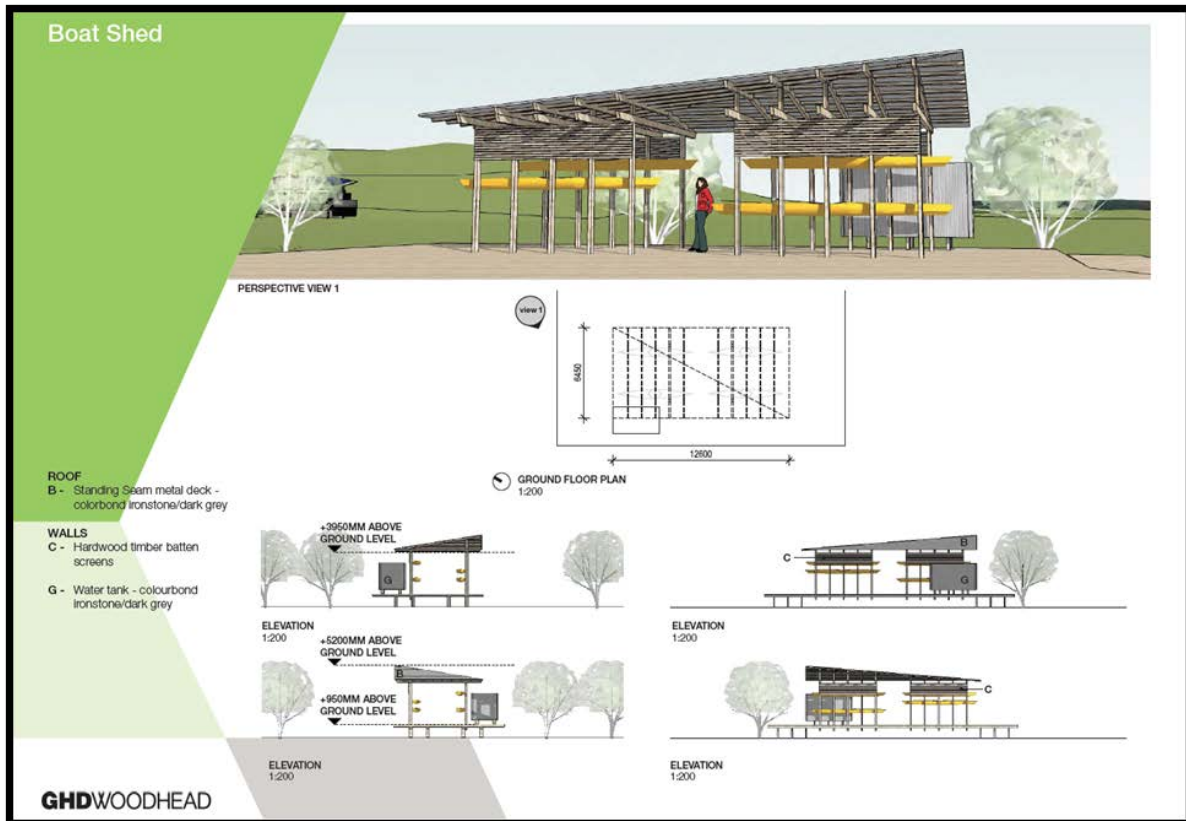 Boat Shed
PERSPECTIVE VIEW 1
view 1
6450
12600
GROUND FLOOR PLAN
1:200
ROOF
B - Standing Seam metal deck -
colorbond ironstone/dark grey
WALLS
C - Hardwood timber batten
screens
G - Water tank - colourbond
ironstone/dark grey
+3950MM ABOVE
GROUND LEVEL
G
ELEVATION
1:200
B
C
G
ELEVATION
1:200
+5200MM ABOVE
GROUND LEVEL
B
+950MM ABOVE
GROUND LEVEL
ELEVATION
1:200
C
ELEVATION
1:200
GHDWOODHEAD